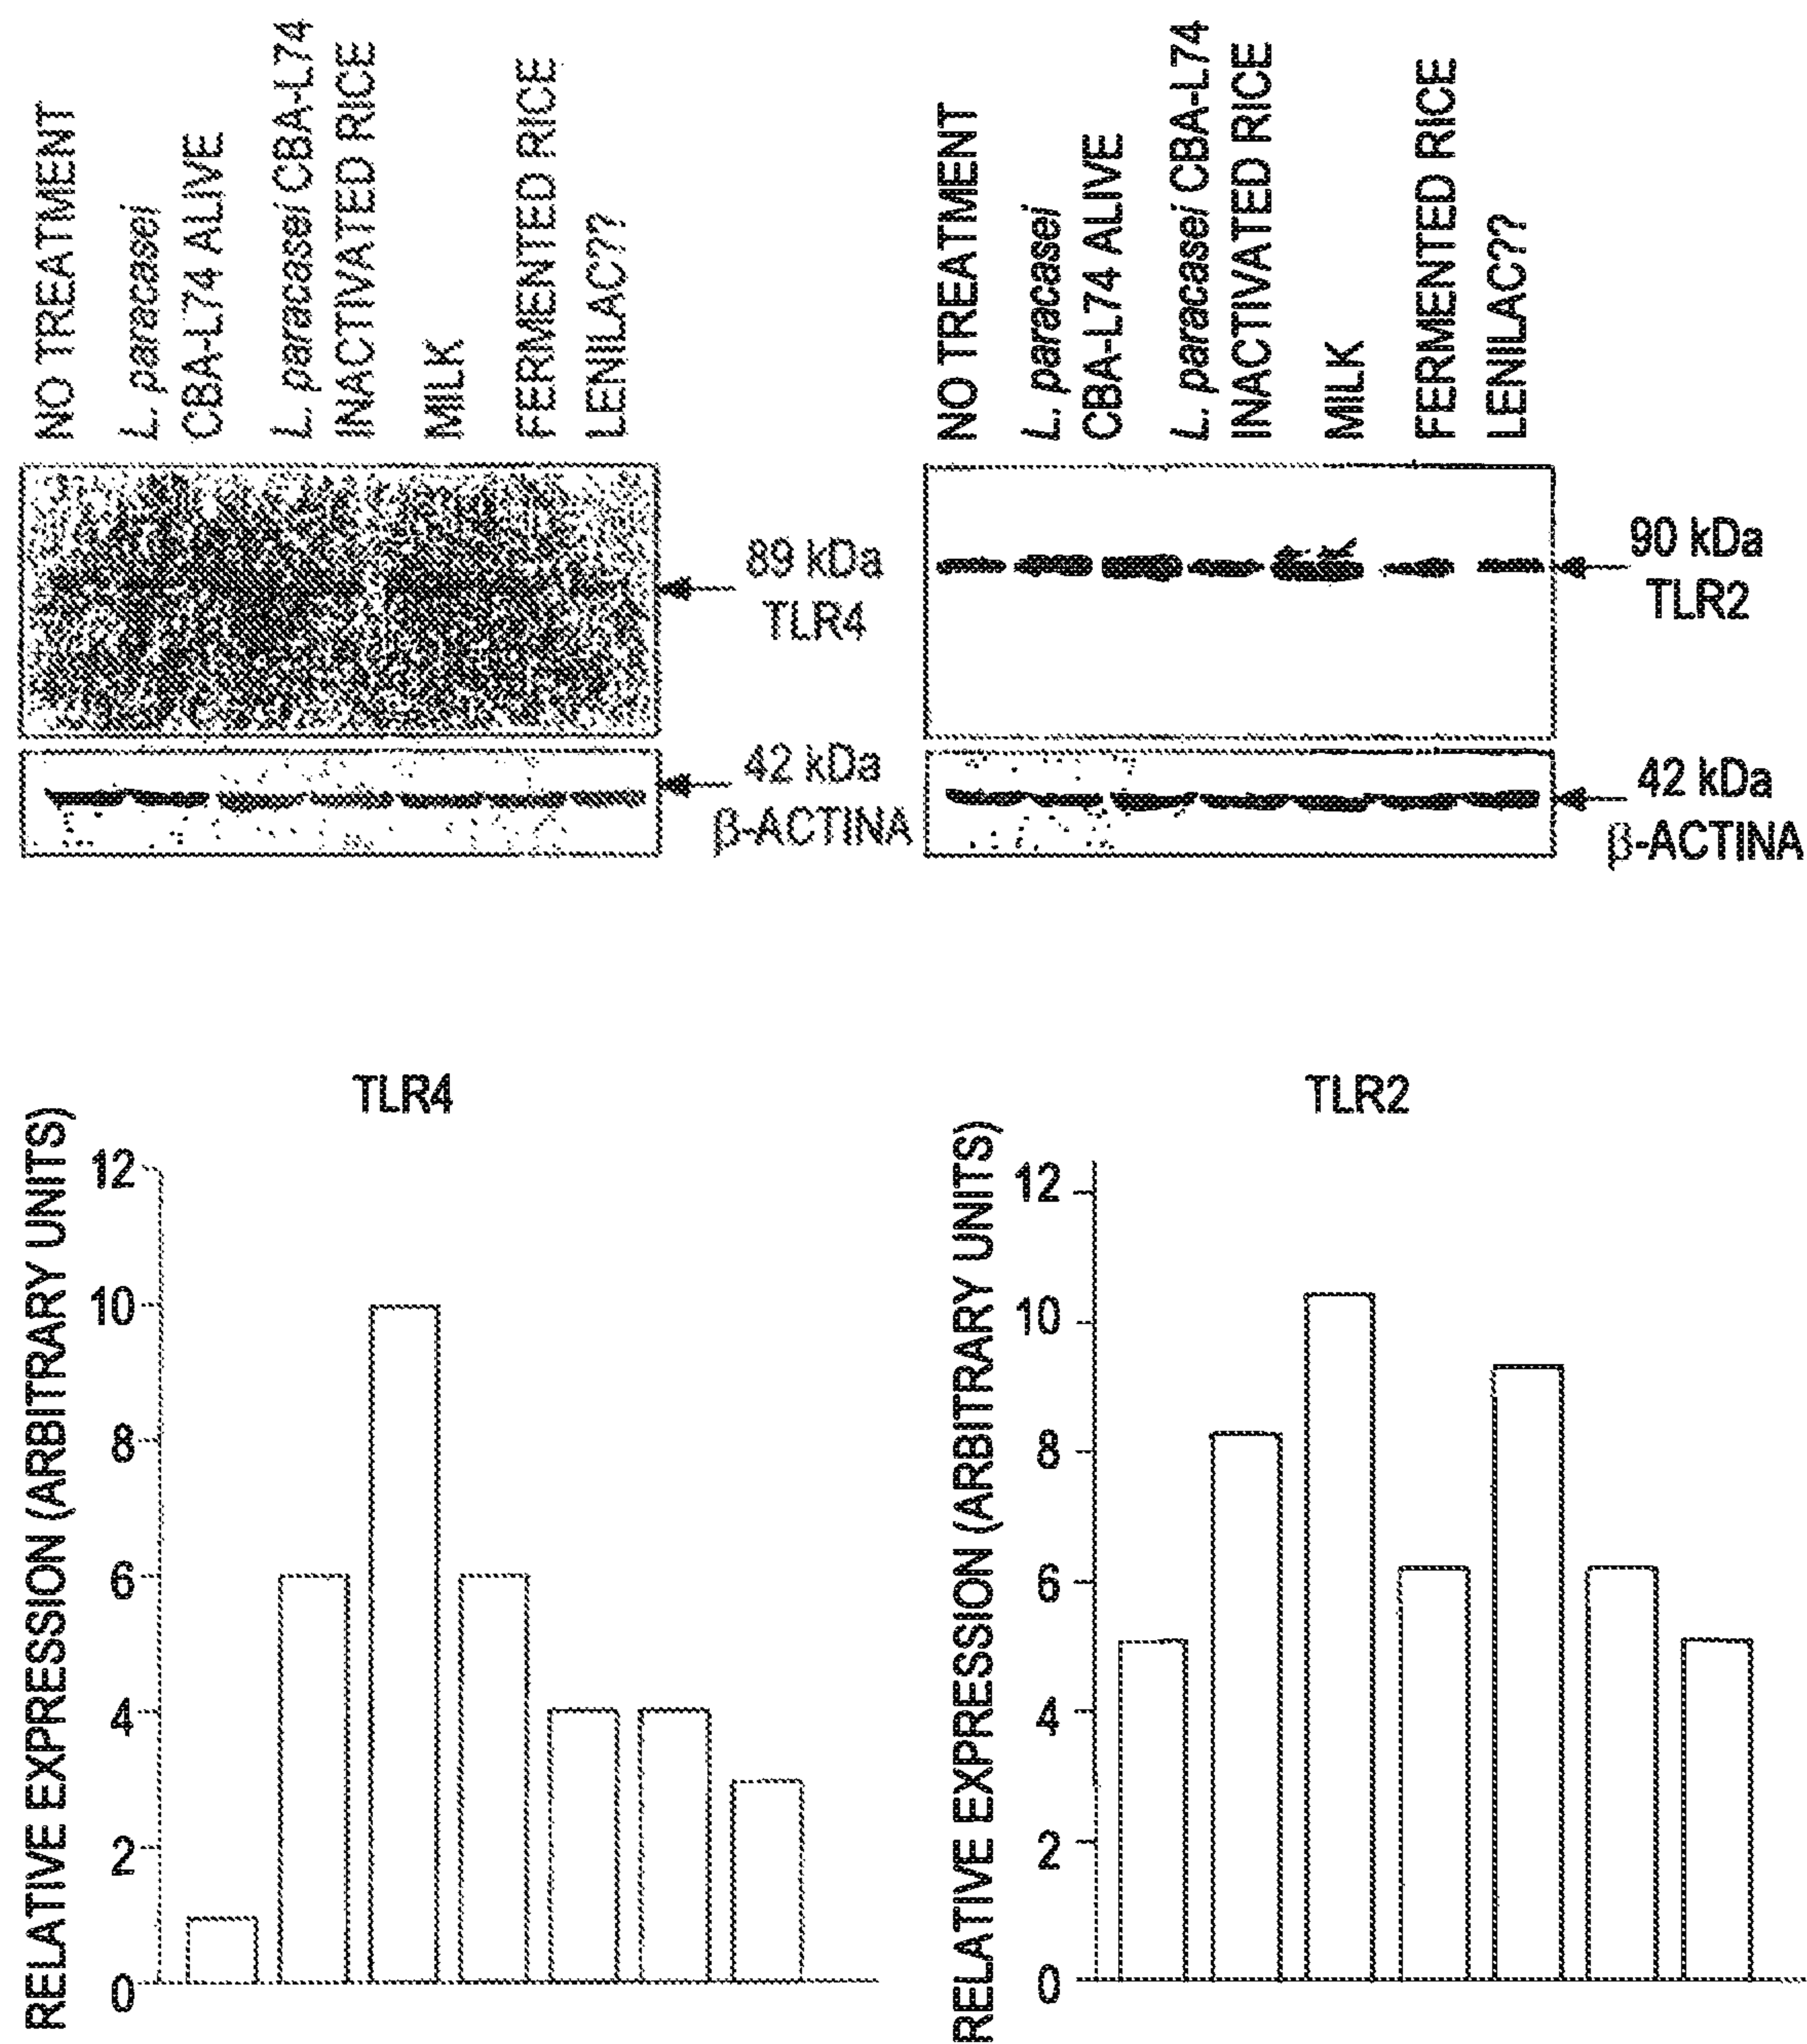 NO TREATMENT
L. paracasei
CBA-L74 ALIVE
L. paracasei CBA-L74
INACTIVATED RICE
MILK
FERMENTED RICE
LENILAC??
89 kDa
TLR4
42 kDa
β-ACTINA
NO TREATMENT
L. paracasei
CBA-L74 ALIVE
L. paracasei CBA-L74
INACTIVATED RICE
MILK
FERMENTED RICE
LENILAC??
90 kDa
TLR2
42 kDa
β-ACTINA
TLR4
RELATIVE EXPRESSION (ARBITRARY UNITS)
12
10
8
6
4
2
0
TLR2
RELATIVE EXPRESSION (ARBITRARY UNITS)
12
10
8
6
4
2
0